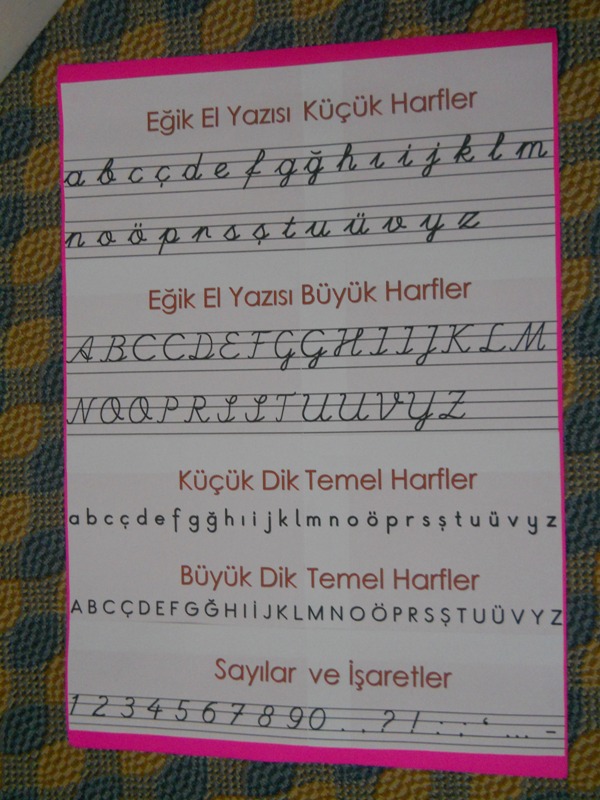 Eğik El Yazısı Küçük Harfler
a b c ç d e f g ğ h ı i j k l m
n o ö p r s ş t u ü v y z
Eğik El Yazısı Büyük Harfler
A B C C D E F G G H I I J K L M
N O O P R S S T U U V Y Z
Küçük Dik Temel Harfler
a b c ç d e f g ğ h ı i j k l m n o ö p r s ş t u ü v y z
Büyük Dik Temel Harfler
A B C Ç D E F G Ğ H I İ J K L M N O Ö P R S Ş T U Ü V Y Z
Sayılar ve İşaretler
1 2 3 4 5 6 7 8 9 0 . , ? ! : ; ‘ ... -